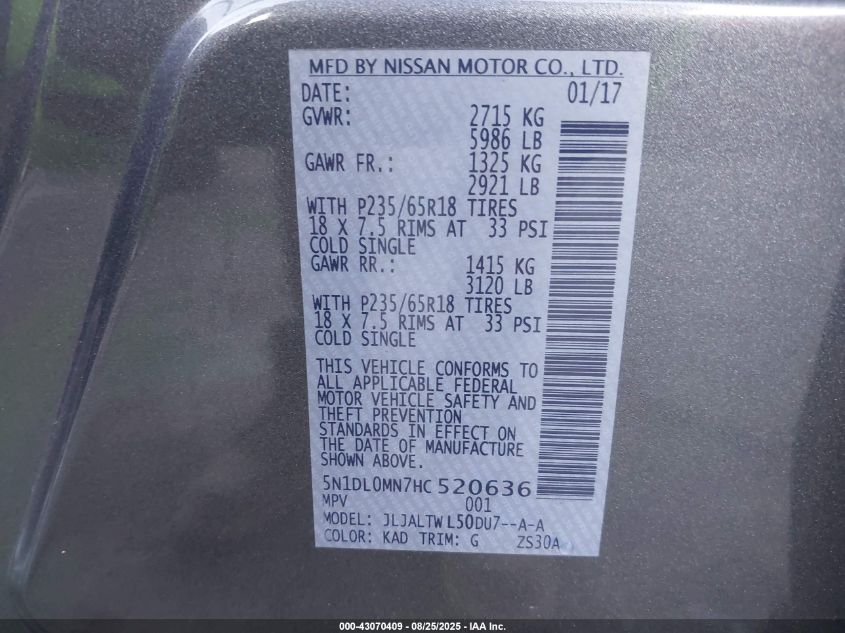 MFD BY NISSAN MOTOR CO., LTD.
DATE: 01/17
GVWR: 2715 KG
5986 LB
GAWR FR.: 1325 KG
2921 LB
WITH P235/65R18 TIRES
18 X 7.5 RIMS AT 33 PSI
COLD SINGLE
GAWR RR.: 1415 KG
3120 LB
WITH P235/65R18 TIRES
18 X 7.5 RIMS AT 33 PSI
COLD SINGLE
THIS VEHICLE CONFORMS TO
ALL APPLICABLE FEDERAL
MOTOR VEHICLE SAFETY AND
THEFT PREVENTION
STANDARDS IN EFFECT ON
THE DATE OF MANUFACTURE
SHOWN ABOVE.
5N1DL0MN7HC520636
MPV 001
MODEL: JLJALTWL50DU7--A-A
COLOR: KAD TRIM: G ZS30A
000-43070409 - 08/25/2025 - IAA Inc.